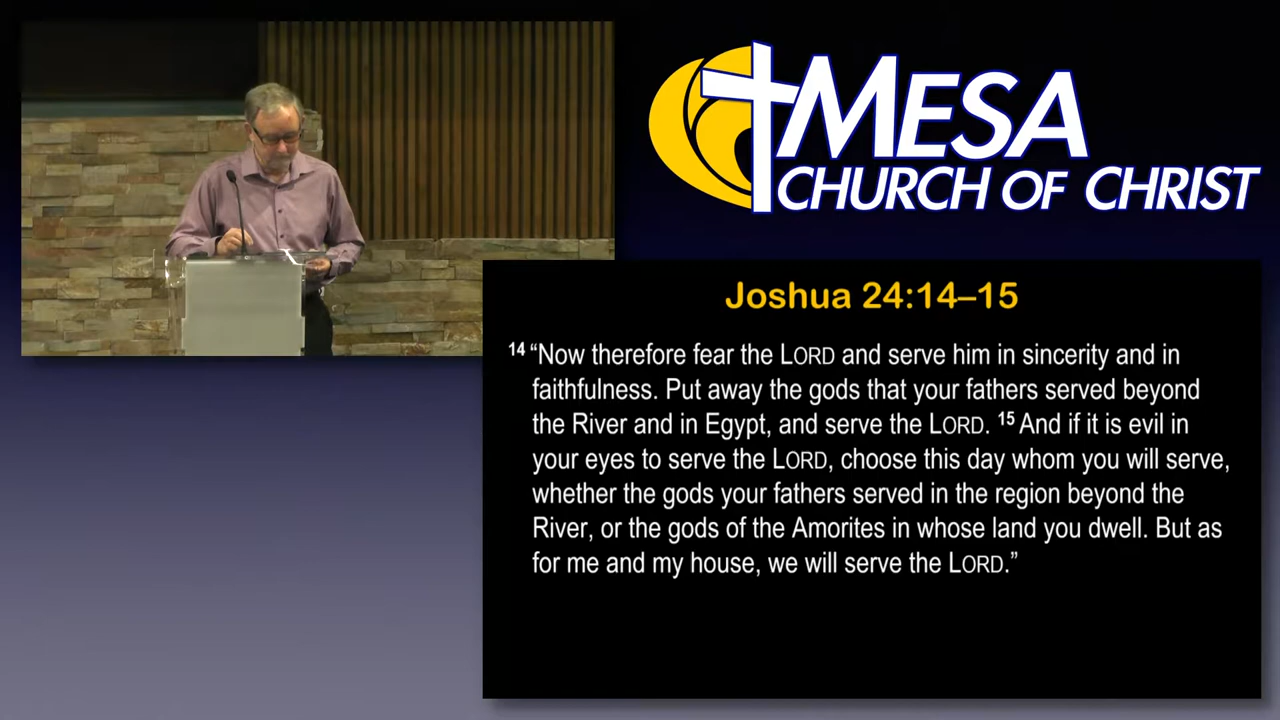 MESA
CHURCH OF CHRIST
Joshua 24:14–15
14 “Now therefore fear the LORD and serve him in sincerity and in
faithfulness. Put away the gods that your fathers served beyond
the River and in Egypt, and serve the LORD. 15 And if it is evil in
your eyes to serve the LORD, choose this day whom you will serve,
whether the gods your fathers served in the region beyond the
River, or the gods of the Amorites in whose land you dwell. But as
for me and my house, we will serve the LORD.”